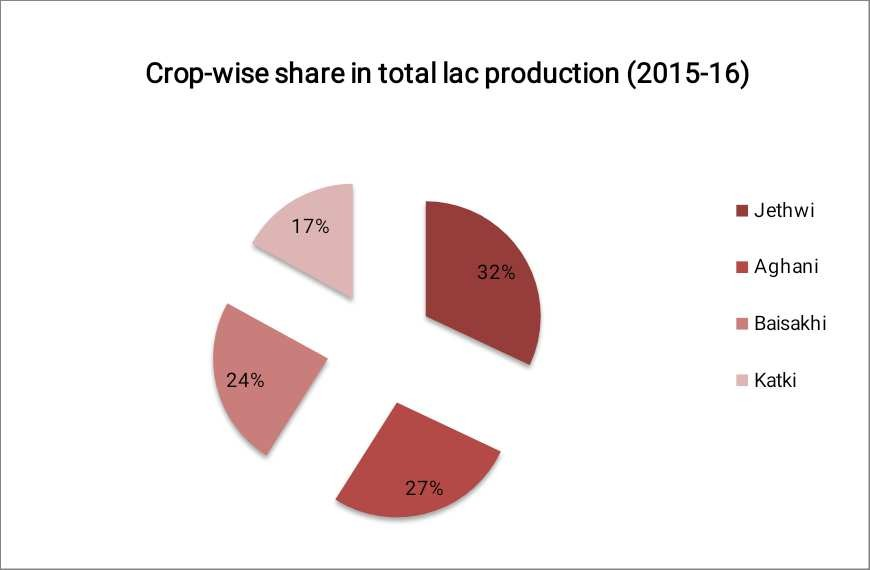 Crop-wise share in total lac production (2015-16)
17%
32%
24%
27%
Jethwi
Aghani
Baisakhi
Katki